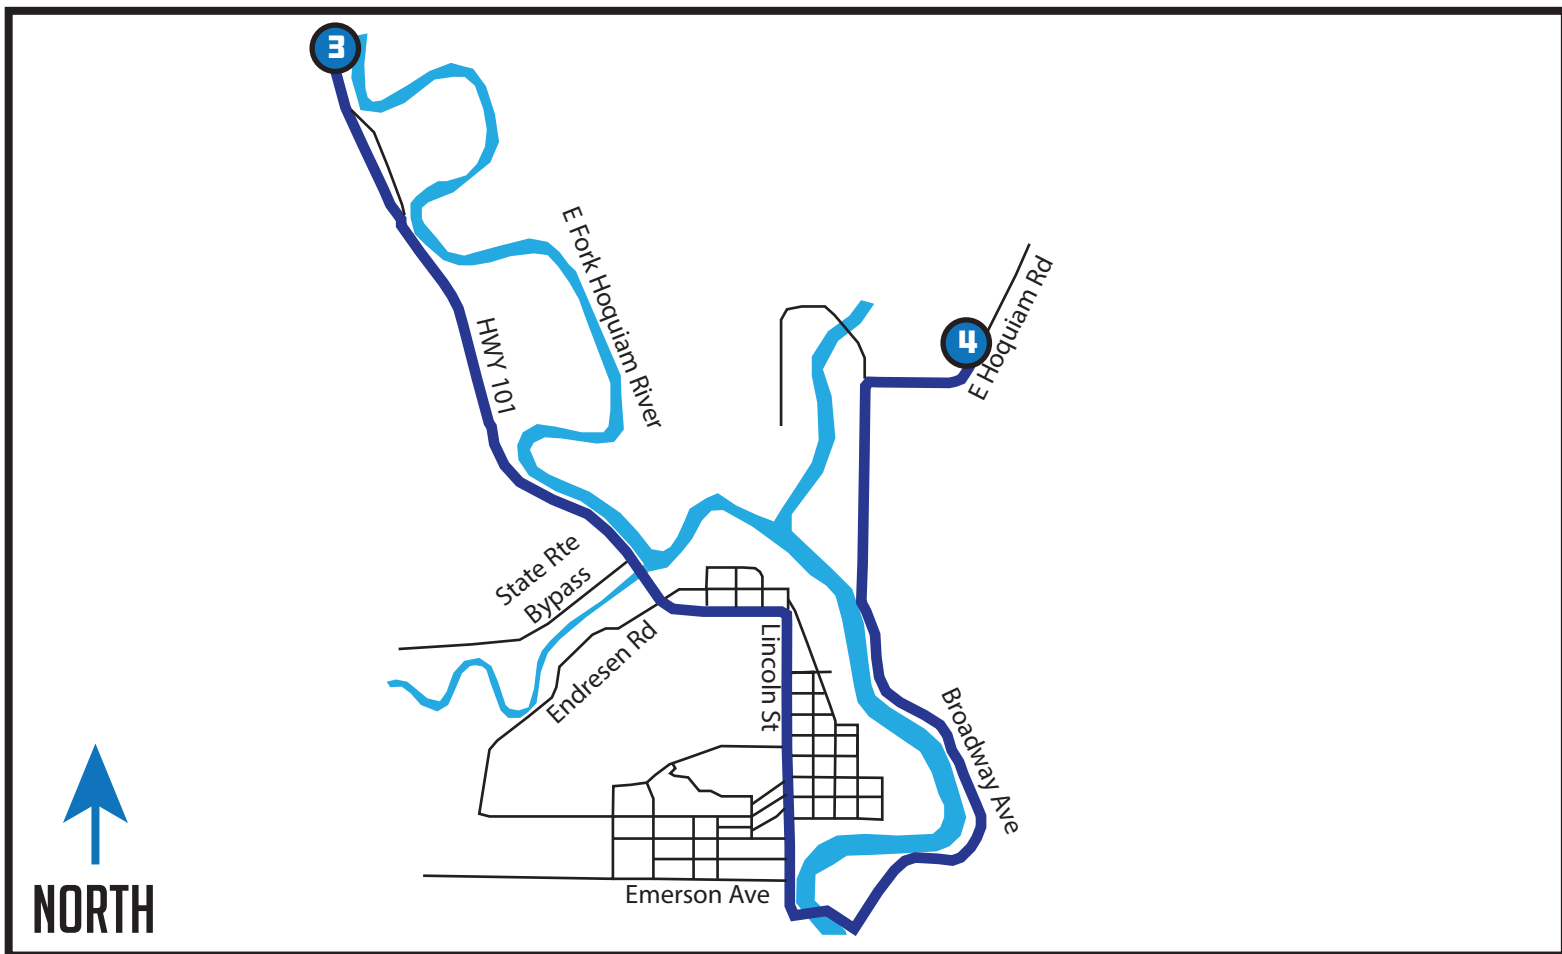 3
E Fork Hoquiam River
HWY 101
E Hoquiam Rd
4
State Rte
Bypass
Endresen Rd
Lincoln St
Broadway Ave
Emerson Ave
NORTH